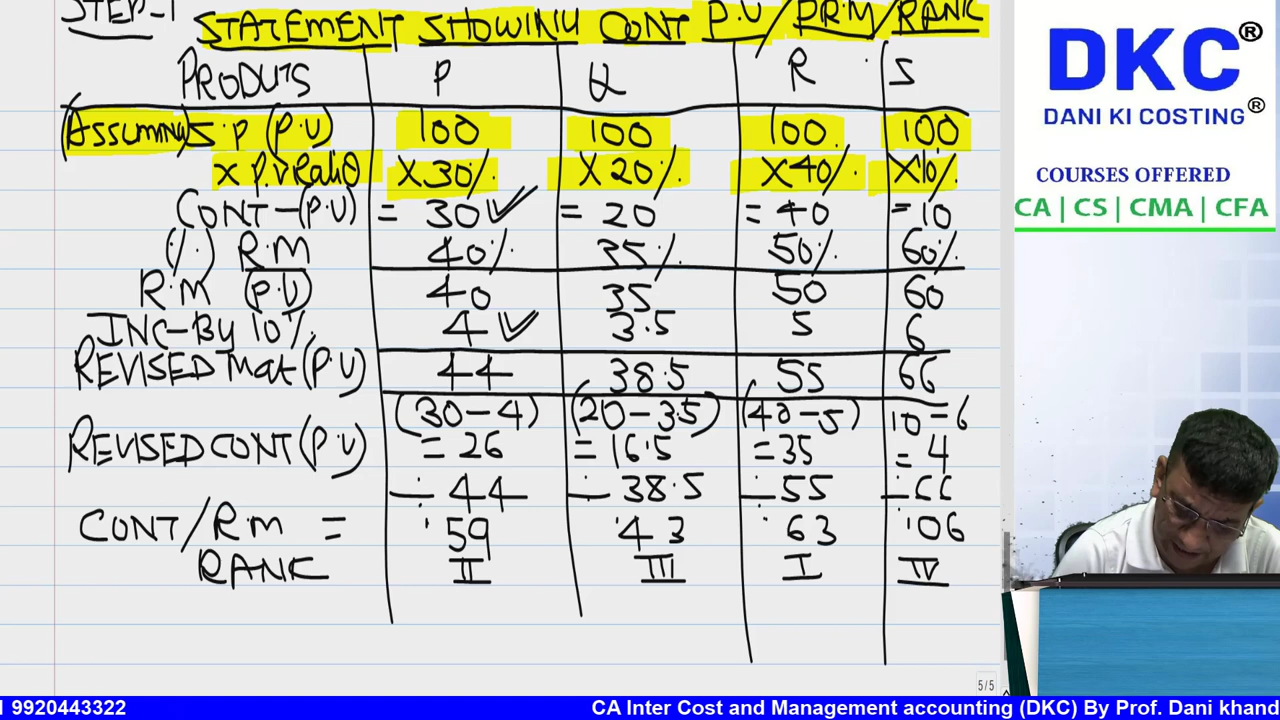 STEP-1
STATEMENT SHOWING CONT P.U/PR.M/RANK
PRODUTS P Q R S
(ASSUMING S.P (P.U) 100 100 100 100
x P.V Ratio X 30% X 20% X 40% X10%
CONT-(P.U) = 30 = 20 = 40 = 10
(%) R.M 40% 35% 50% 60%
R.M (P.U) 40 35 50 60
INC-By 10% 4 3.5 5 6
REVISED Mat (P.U) 44 38.5 55 66
(30-4) (20-3.5) (40-5) 10-6
REVISED CONT (P.U) = 26 = 16.5 = 35 = 4
÷ 44 ÷ 38.5 ÷ 55 ÷ 66
CONT/R.M = .59 .43 .63 .06
RANK II III I IV
5/5
DKC®
DANI KI COSTING®
COURSES OFFERED
CA | CS | CMA | CFA
9920443322 CA Inter Cost and Management accounting (DKC) By Prof. Dani khand